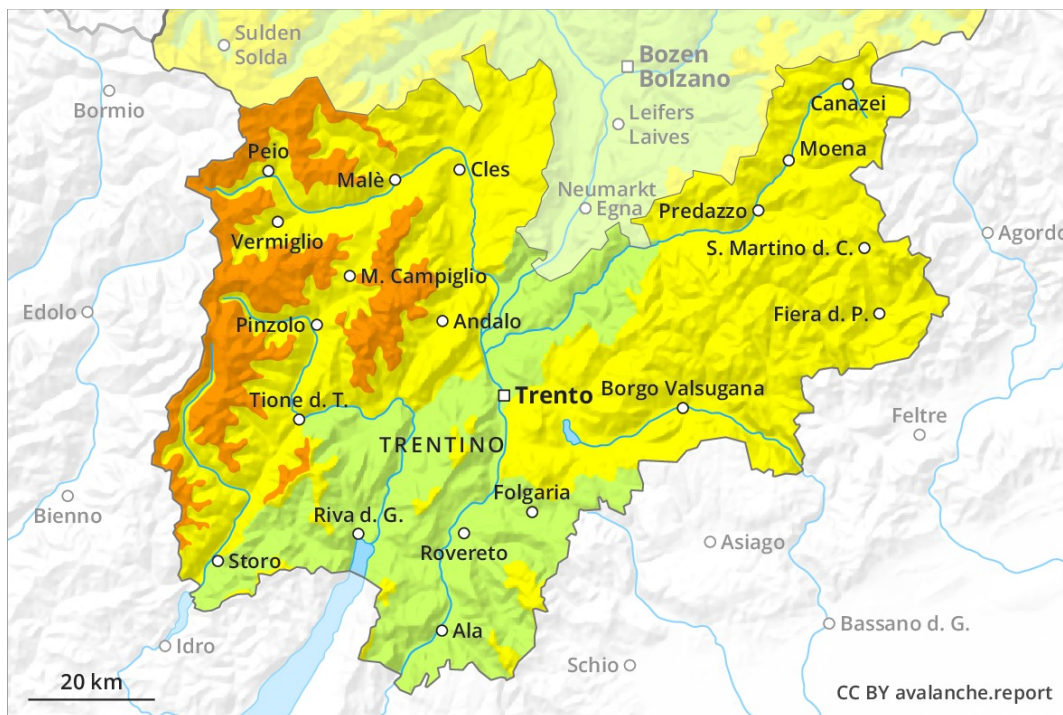 Sulden
Solda
Bozen
Bolzano
Bormio
Canazei
Leifers
Laives
Moena
Peio
Malè
Cles
Neumarkt
Egna
Predazzo
Vermiglio
S. Martino d. C.
Agordo
M. Campiglio
Edolo
Pinzolo
Andalo
Fiera d. P.
Trento
Borgo Valsugana
Tione d. T.
Feltre
TRENTINO
Bienno
Folgaria
Riva d. G.
Rovereto
Asiago
Storo
Idro
Ala
Bassano d. G.
Schio
20 km
CC BY avalanche.report